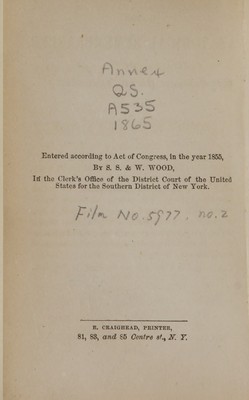 Annex
QS.
A535
1865
Entered according to Act of Congress, in the year 1855,
By S. S. & W. WOOD,
In the Clerk's Office of the District Court of the United
States for the Southern District of New York.
Film No. 5977. no. 2
R. CRAIGHEAD, PRINTER,
81, 83, and 85 Centre st., N. Y.